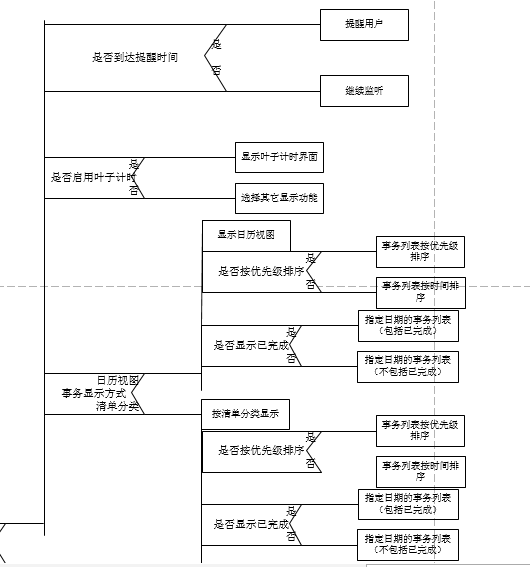 提醒用户
是
是否到达提醒时间
否
继续监听
显示叶子计时界面
是
是否启用叶子计时
否
选择其它显示功能
显示日历视图
事务列表按优先级
排序
是
是否按优先级排序
否
事务列表按时间排
序
指定日期的事务列表
（包括已完成）
是
是否显示已完成
否
指定日期的事务列表
（不包括已完成）
日历视图
事务显示方式
清单分类
按清单分类显示
事务列表按优先级
排序
是
是否按优先级排序
否
事务列表按时间排
序
指定日期的事务列表
（包括已完成）
是
是否显示已完成
否
指定日期的事务列表
（不包括已完成）